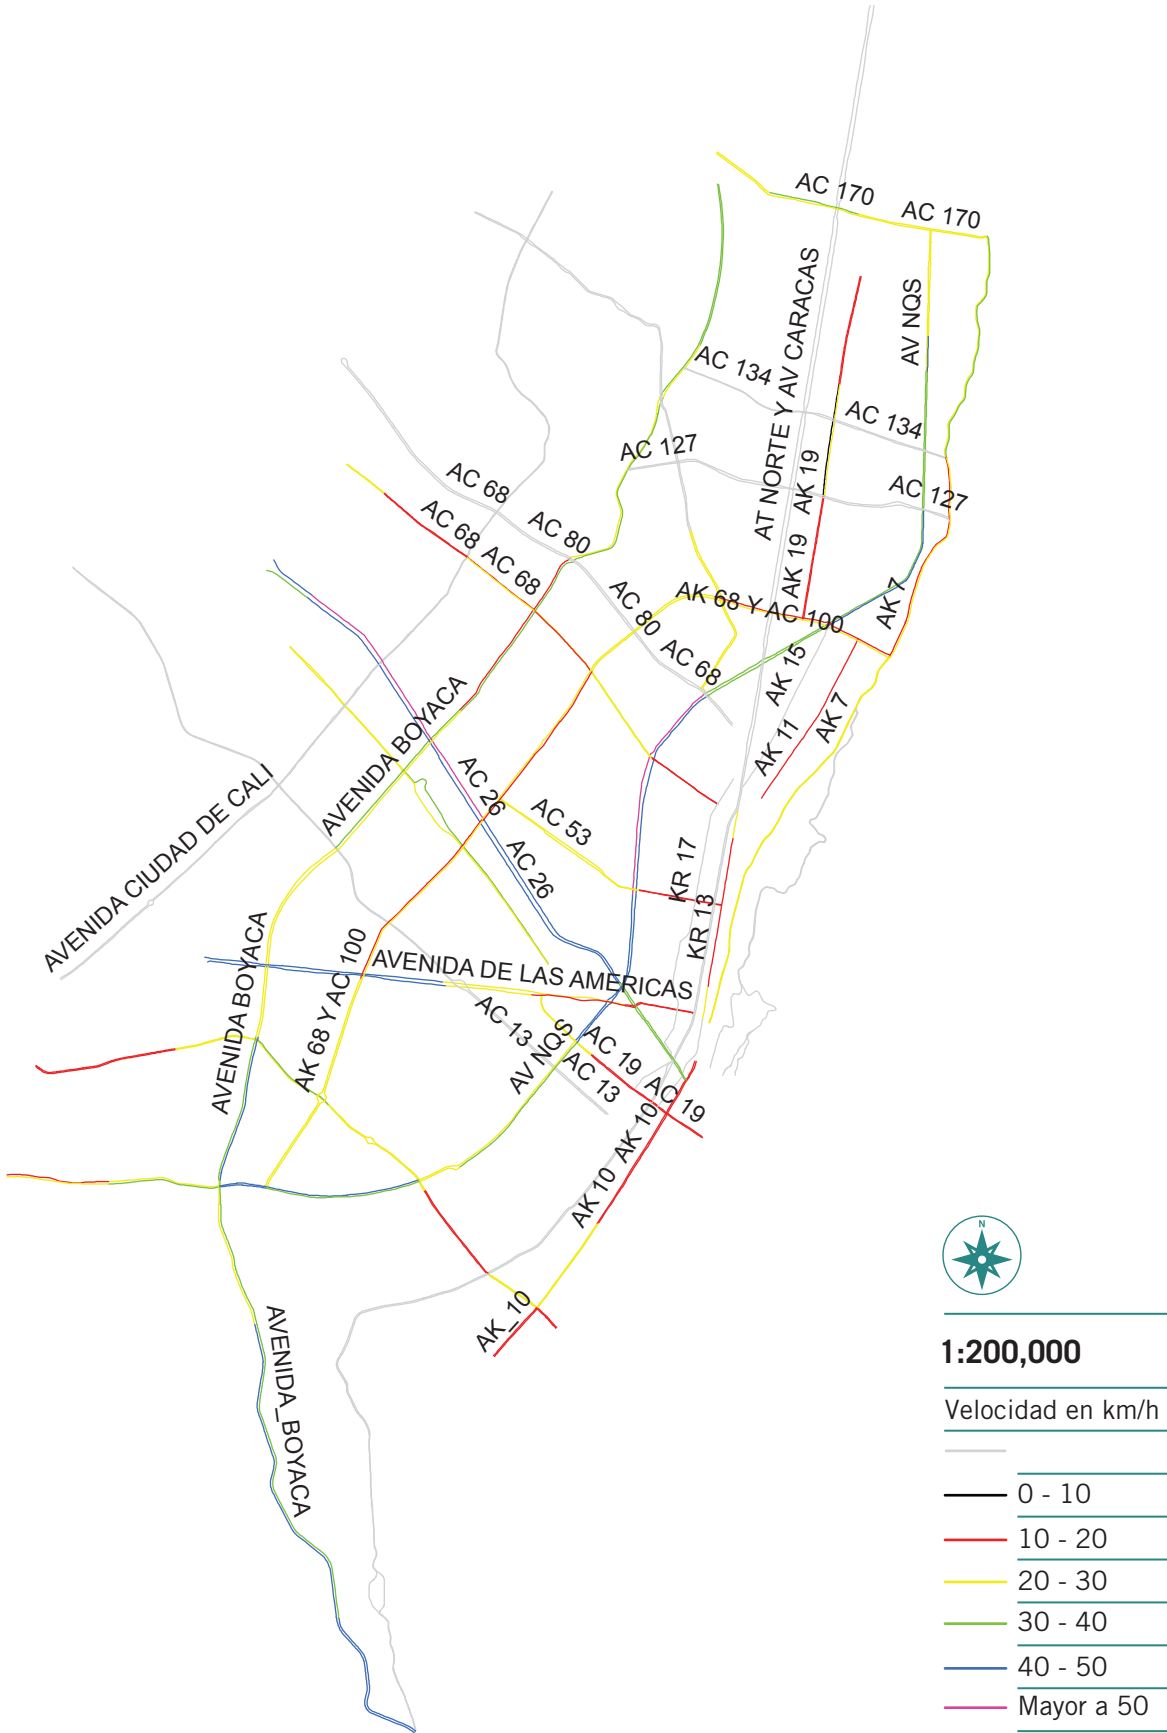 AC 170
AC 170
AT NORTE Y AV CARACAS
AV NQS
AC 134
AC 134
AC 127
AC 127
AK 19
AK 19
AC 68
AC 80
AC 68
AC 68
AC 80
AC 68
AK 68 Y AC 100
AK 7
AK 15
AK 7
AK 11
AVENIDA BOYACA
AVENIDA CIUDAD DE CALI
AC 26
AC 26
AC 53
KR 17
KR 13
AVENIDA BOYACA
AK 68 Y AC 100
AVENIDA DE LAS AMERICAS
AC 13
AC 13
AV NQS
AC 19
AC 19
AK 10
AK 10
AK_10
AVENIDA_BOYACA
N
1:200,000
Velocidad en km/h
0 - 10
10 - 20
20 - 30
30 - 40
40 - 50
Mayor a 50